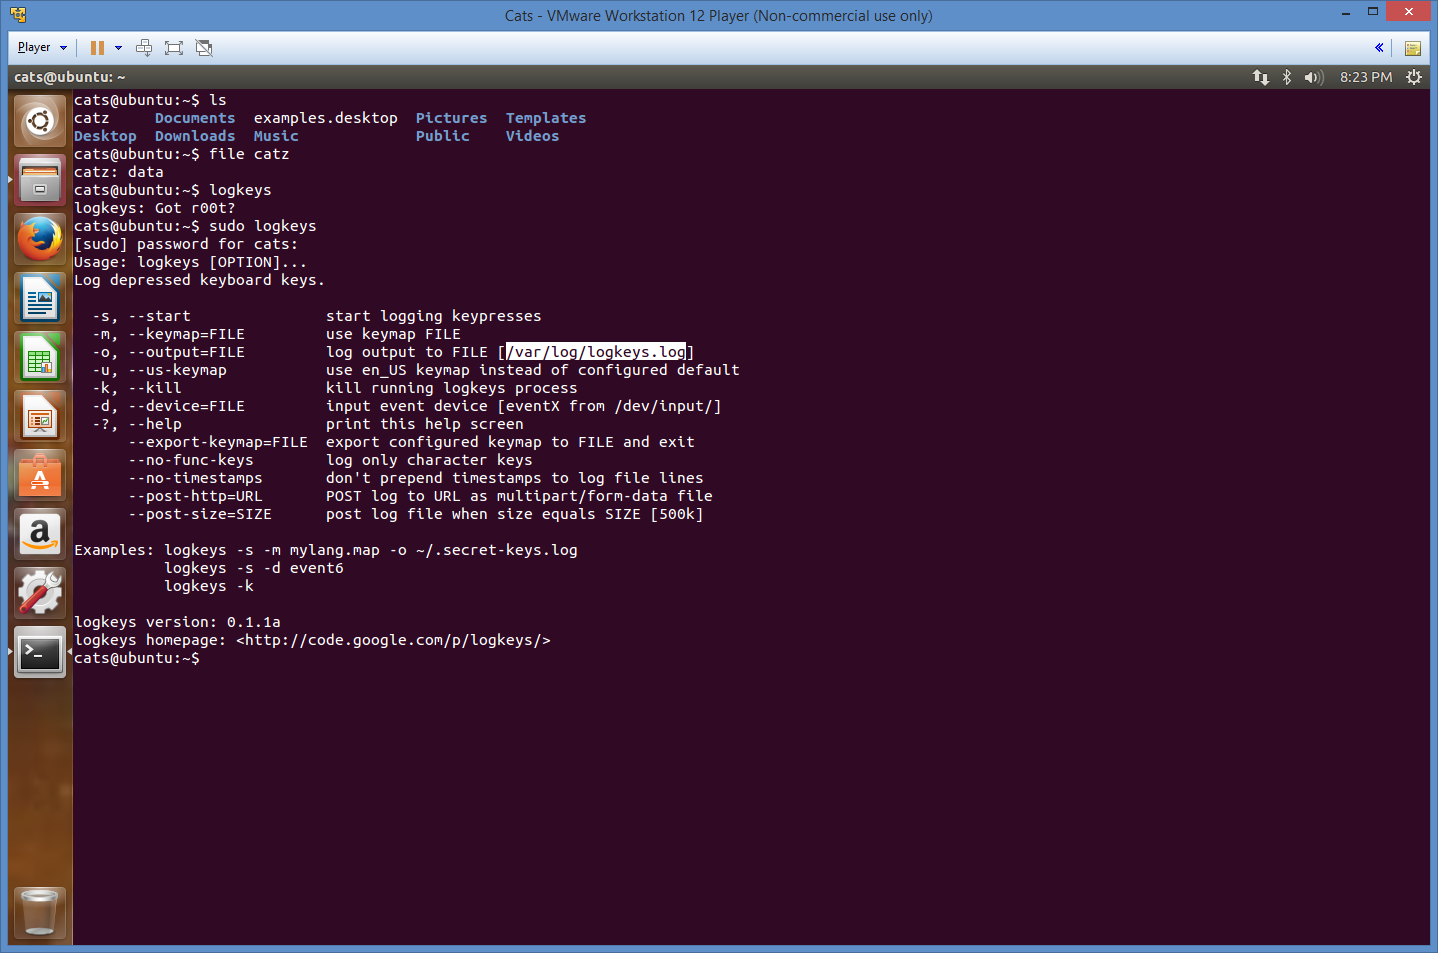 Cats - VMware Workstation 12 Player (Non-commercial use only)
Player
cats@ubuntu: ~ 8:23 PM
cats@ubuntu:~$ ls
catz Documents examples.desktop Pictures Templates
Desktop Downloads Music Public Videos
cats@ubuntu:~$ file catz
catz: data
cats@ubuntu:~$ logkeys
logkeys: Got r00t?
cats@ubuntu:~$ sudo logkeys
[sudo] password for cats:
Usage: logkeys [OPTION]...
Log depressed keyboard keys.
-s, --start start logging keypresses
-m, --keymap=FILE use keymap FILE
-o, --output=FILE log output to FILE [/var/log/logkeys.log]
-u, --us-keymap use en_US keymap instead of configured default
-k, --kill kill running logkeys process
-d, --device=FILE input event device [eventX from /dev/input/]
-?, --help print this help screen
--export-keymap=FILE export configured keymap to FILE and exit
--no-func-keys log only character keys
--no-timestamps don't prepend timestamps to log file lines
--post-http=URL POST log to URL as multipart/form-data file
--post-size=SIZE post log file when size equals SIZE [500k]
Examples: logkeys -s -m mylang.map -o ~/.secret-keys.log
logkeys -s -d event6
logkeys -k
logkeys version: 0.1.1a
logkeys homepage: <http://code.google.com/p/logkeys/>
cats@ubuntu:~$